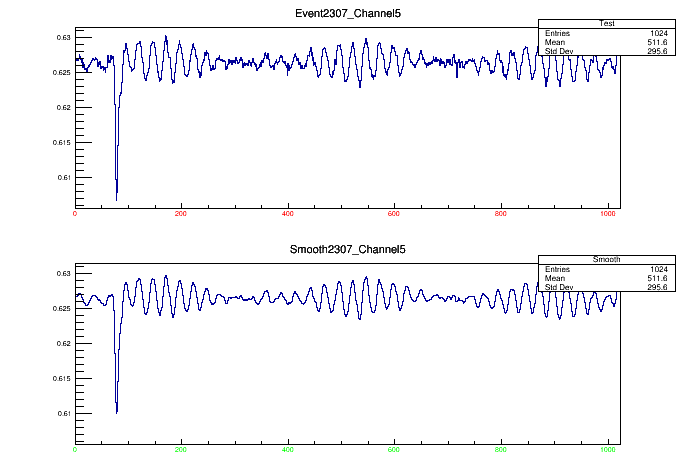 Event2307_Channel5
Test
Entries 1024
Mean 511.6
Std Dev 295.6
0.63
0.625
0.62
0.615
0.61
0 200 400 600 800 1000
Smooth2307_Channel5
Smooth
Entries 1024
Mean 511.6
Std Dev 295.6
0.63
0.625
0.62
0.615
0.61
0 200 400 600 800 1000